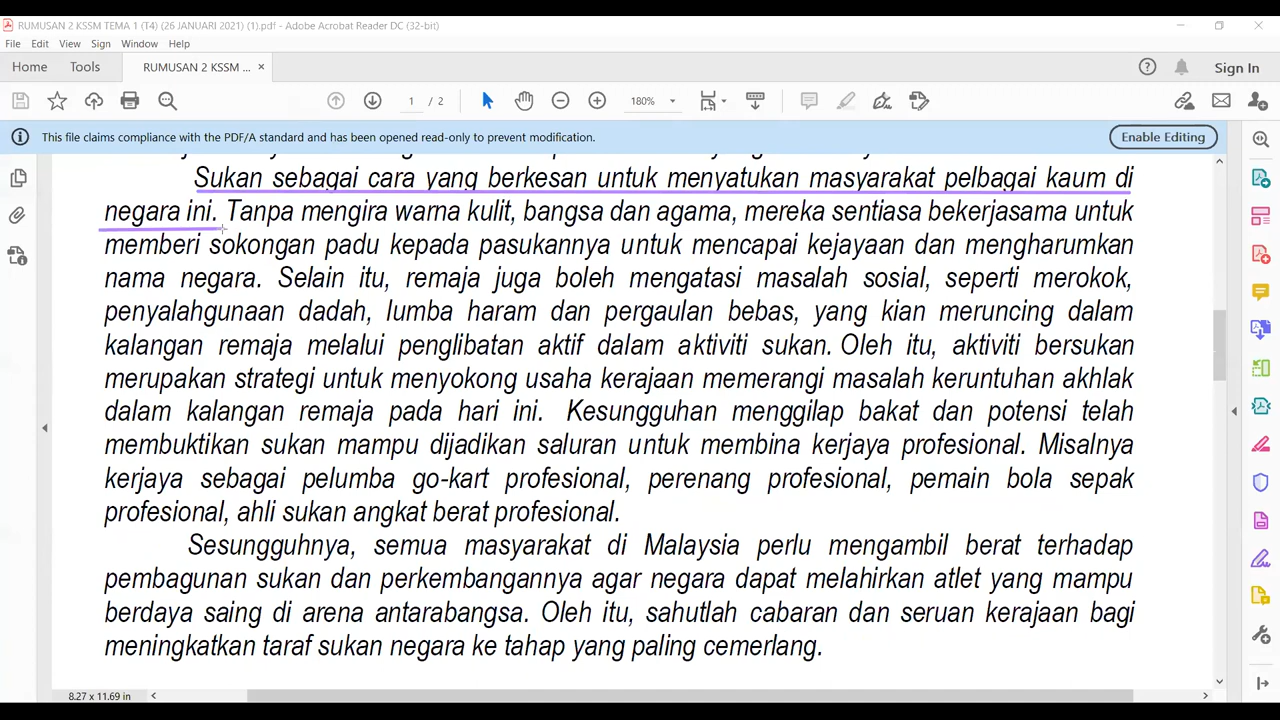 RUMUSAN 2 KSSM TEMA 1 (T4) (26 JANUARI 2021) (1).pdf - Adobe Acrobat Reader DC (32-bit)
File Edit View Sign Window Help
Home Tools RUMUSAN 2 KSSM ... × Sign In
1 / 2 180%
This file claims compliance with the PDF/A standard and has been opened read-only to prevent modification. Enable Editing
Sukan sebagai cara yang berkesan untuk menyatukan masyarakat pelbagai kaum di
negara ini. Tanpa mengira warna kulit, bangsa dan agama, mereka sentiasa bekerjasama untuk
memberi sokongan padu kepada pasukannya untuk mencapai kejayaan dan mengharumkan
nama negara. Selain itu, remaja juga boleh mengatasi masalah sosial, seperti merokok,
penyalahgunaan dadah, lumba haram dan pergaulan bebas, yang kian meruncing dalam
kalangan remaja melalui penglibatan aktif dalam aktiviti sukan. Oleh itu, aktiviti bersukan
merupakan strategi untuk menyokong usaha kerajaan memerangi masalah keruntuhan akhlak
dalam kalangan remaja pada hari ini. Kesungguhan menggilap bakat dan potensi telah
membuktikan sukan mampu dijadikan saluran untuk membina kerjaya profesional. Misalnya
kerjaya sebagai pelumba go-kart profesional, perenang profesional, pemain bola sepak
profesional, ahli sukan angkat berat profesional.
Sesungguhnya, semua masyarakat di Malaysia perlu mengambil berat terhadap
pembagunan sukan dan perkembangannya agar negara dapat melahirkan atlet yang mampu
berdaya saing di arena antarabangsa. Oleh itu, sahutlah cabaran dan seruan kerajaan bagi
meningkatkan taraf sukan negara ke tahap yang paling cemerlang.
8.27 x 11.69 in